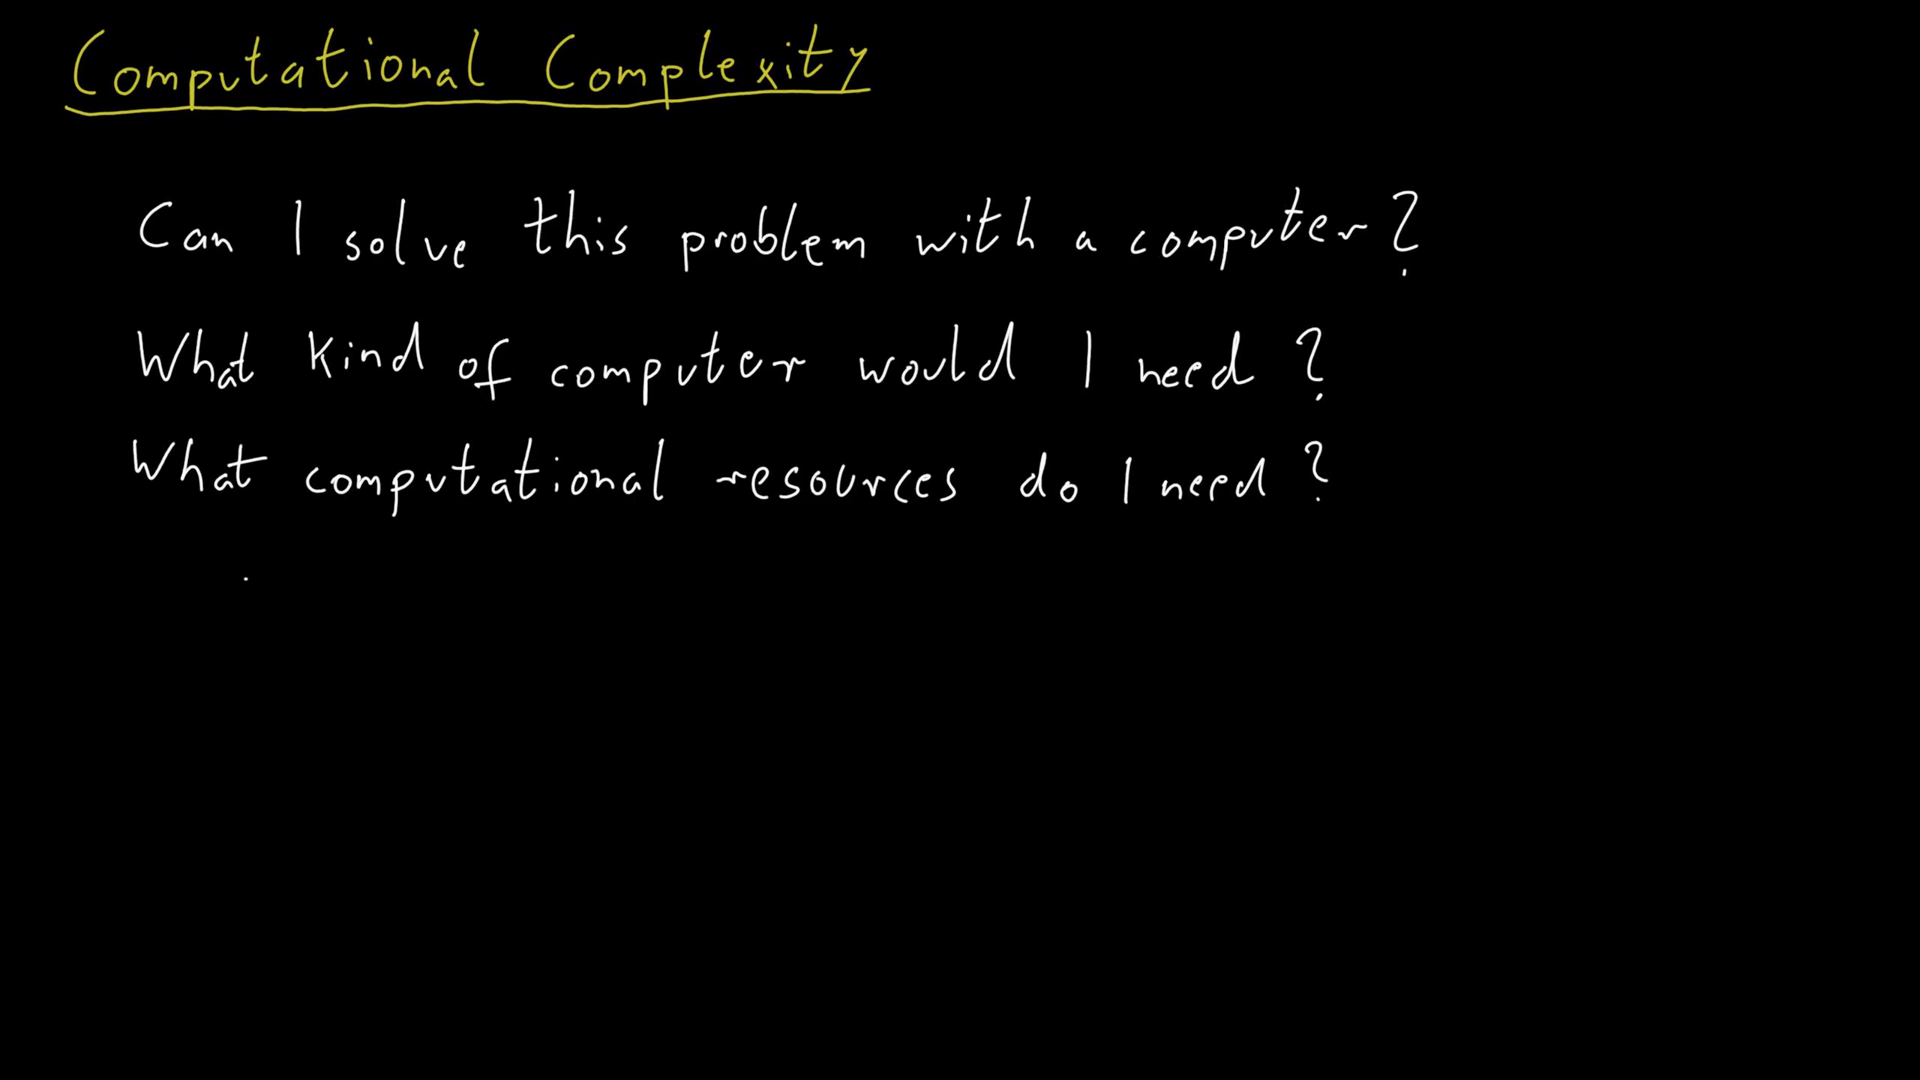 Computational Complexity
Can I solve this problem with a computer?
What kind of computer would I need?
What computational resources do I need?